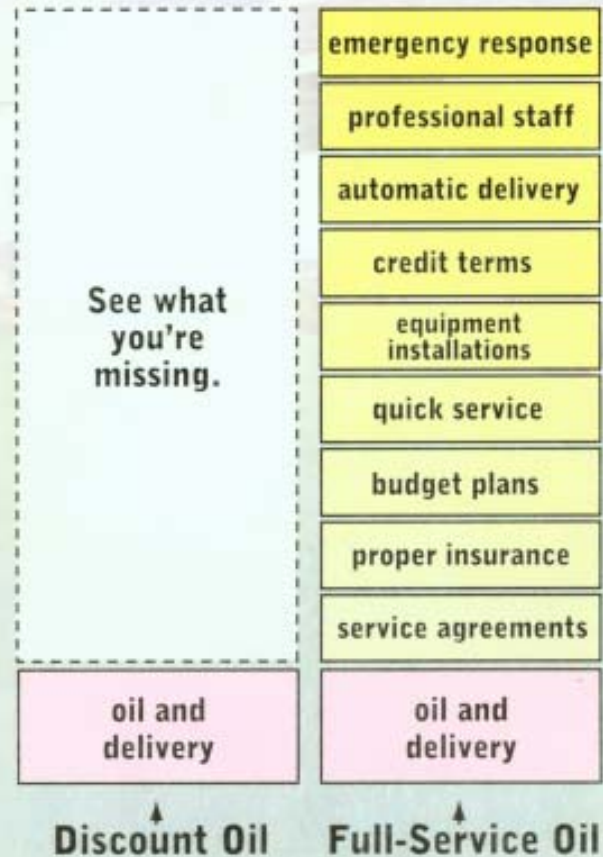 See what
you're
missing.
oil and
delivery
Discount Oil
emergency response
professional staff
automatic delivery
credit terms
equipment
installations
quick service
budget plans
proper insurance
service agreements
oil and
delivery
Full-Service Oil